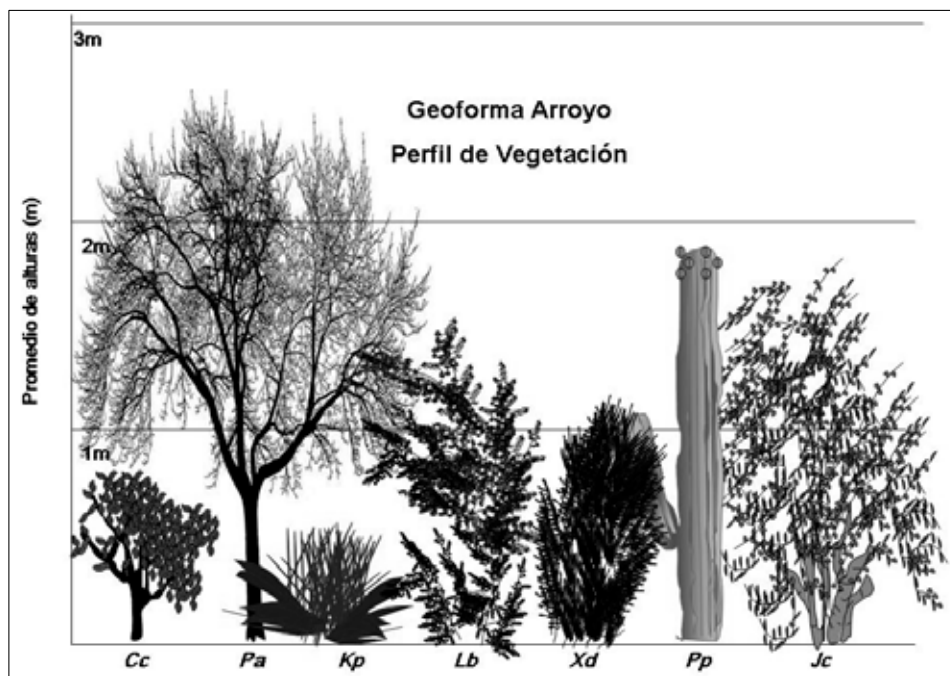 3m
Geoforma Arroyo
Perfil de Vegetación
2m
1m
Promedio de alturas (m)
Cc Pa Kp Lb Xd Pp Jc